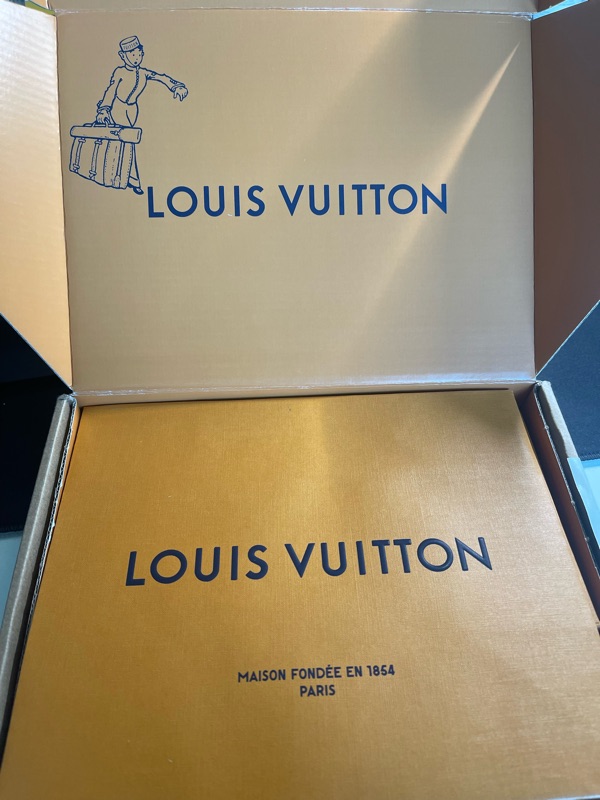 LOUIS VUITTON
LOUIS VUITTON
MAISON FONDÉE EN 1854
PARIS